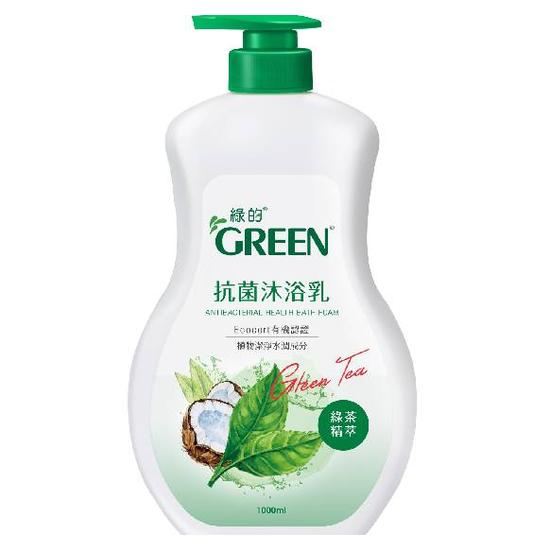 綠的®
GREEN®
抗菌沐浴乳
ANTIBACTERIAL HEALTH BATH FOAM
Ecocert有機認證
植物潔淨水潤成分
Green Tea
綠茶
精萃
1000ml